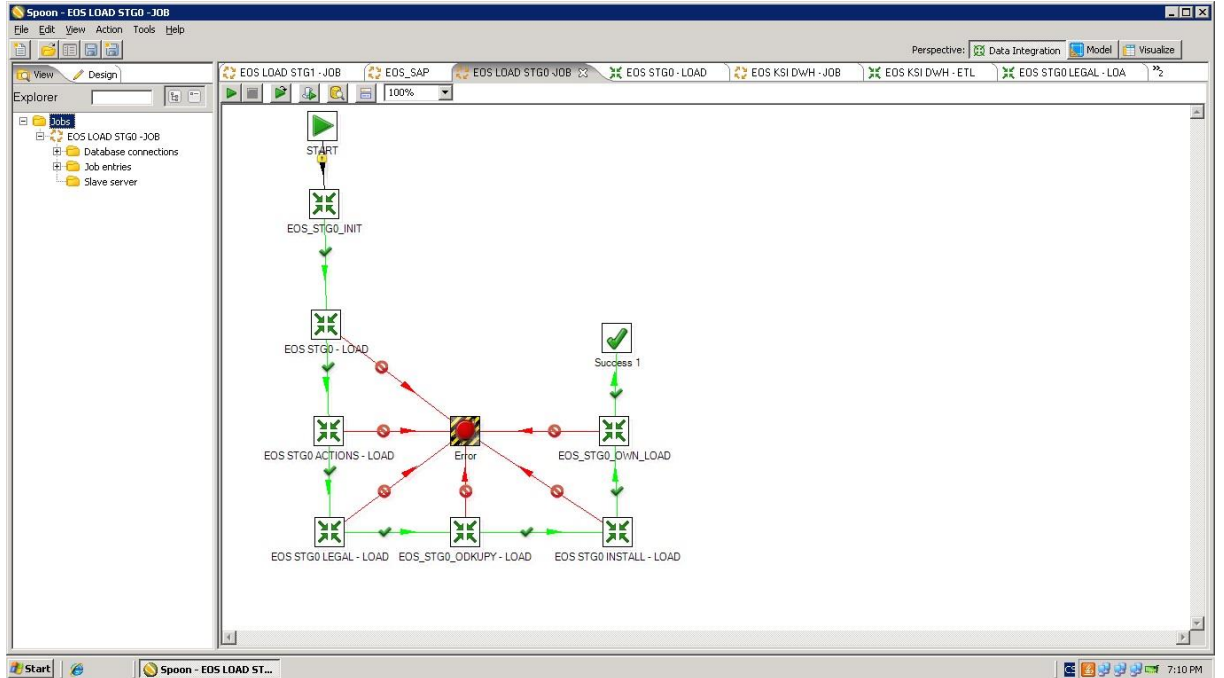 Spoon - EOS LOAD STG0 -JOB
File Edit View Action Tools Help
Perspective: Data Integration Model Visualize
View Design
EOS LOAD STG1 -JOB EOS_SAP EOS LOAD STG0 -JOB EOS STG0 - LOAD EOS KSI DWH - JOB EOS KSI DWH - ETL EOS STG0 LEGAL - LOA »2
Explorer
100%
Jobs
EOS LOAD STG0 -JOB
Database connections
Job entries
Slave server
START
EOS_STG0_INIT
EOS STG0 - LOAD
Success 1
EOS STG0 ACTIONS - LOAD Error EOS_STG0_OWN_LOAD
EOS STG0 LEGAL - LOAD EOS_STG0_ODKUPY - LOAD EOS STG0 INSTALL - LOAD
Start Spoon - EOS LOAD ST... CS 7:10 PM